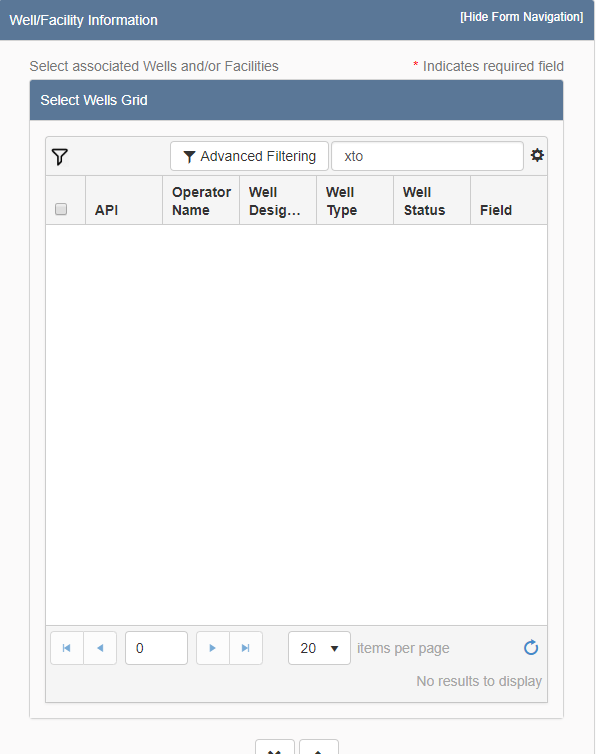 Well/Facility Information
[Hide Form Navigation]
Select associated Wells and/or Facilities
* Indicates required field
Select Wells Grid
Advanced Filtering
xto
API
Operator
Name
Well
Desig...
Well
Type
Well
Status
Field
0
20
items per page
No results to display